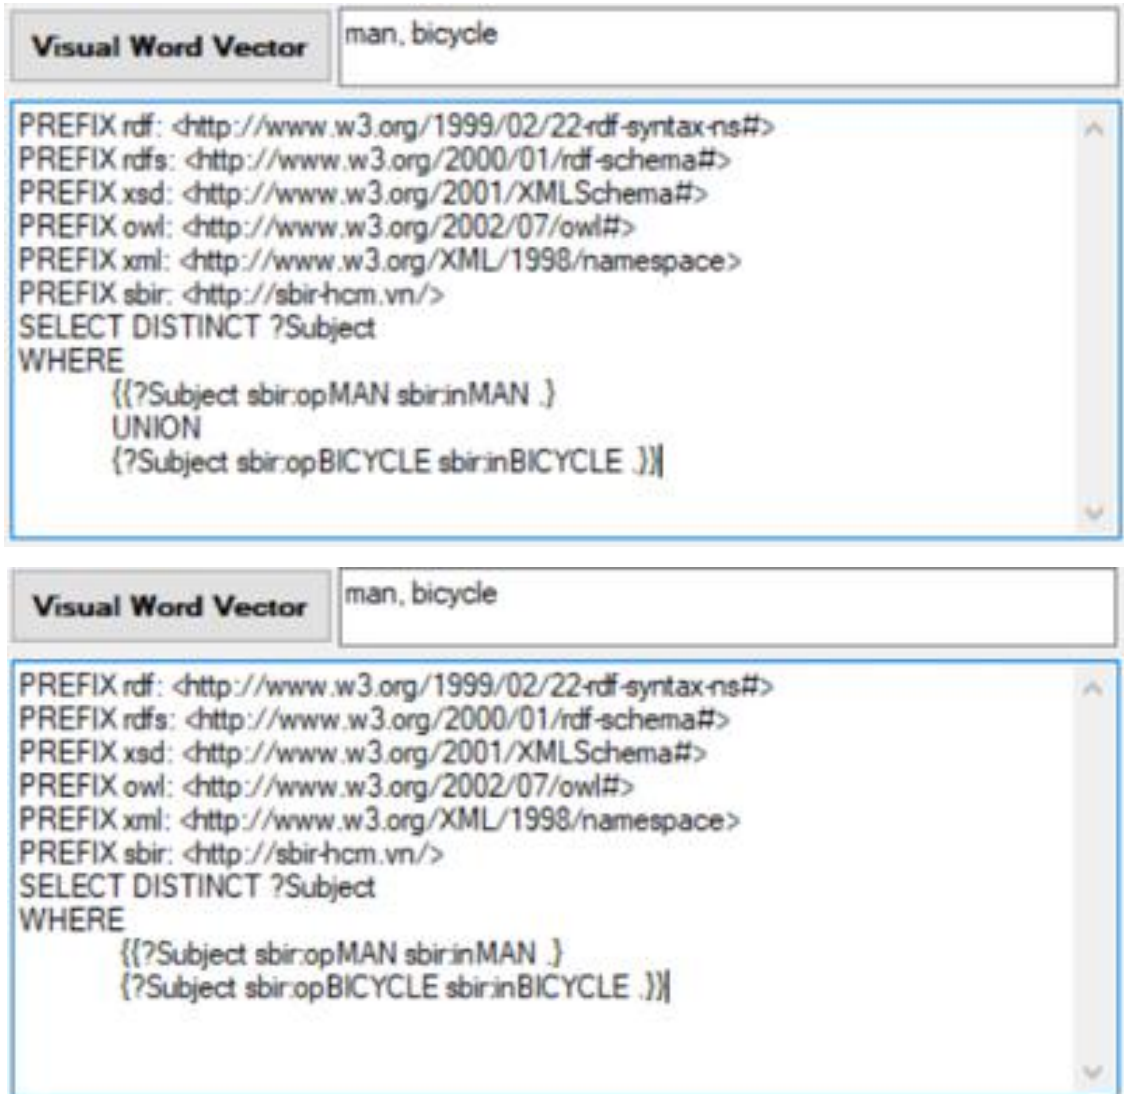 Visual Word Vector
man, bicycle
PREFIX rdf: <http://www.w3.org/1999/02/22-rdf-syntax-ns#>
PREFIX rdfs: <http://www.w3.org/2000/01/rdf-schema#>
PREFIX xsd: <http://www.w3.org/2001/XMLSchema#>
PREFIX owl: <http://www.w3.org/2002/07/owl#>
PREFIX xml: <http://www.w3.org/XML/1998/namespace>
PREFIX sbir: <http://sbir-hcm.vn/>
SELECT DISTINCT ?Subject
WHERE
{{?Subject sbir:opMAN sbir:inMAN .}
UNION
{?Subject sbir:opBICYCLE sbir:inBICYCLE .}}
Visual Word Vector
man, bicycle
PREFIX rdf: <http://www.w3.org/1999/02/22-rdf-syntax-ns#>
PREFIX rdfs: <http://www.w3.org/2000/01/rdf-schema#>
PREFIX xsd: <http://www.w3.org/2001/XMLSchema#>
PREFIX owl: <http://www.w3.org/2002/07/owl#>
PREFIX xml: <http://www.w3.org/XML/1998/namespace>
PREFIX sbir: <http://sbir-hcm.vn/>
SELECT DISTINCT ?Subject
WHERE
{{?Subject sbir:opMAN sbir:inMAN .}
{?Subject sbir:opBICYCLE sbir:inBICYCLE .}}